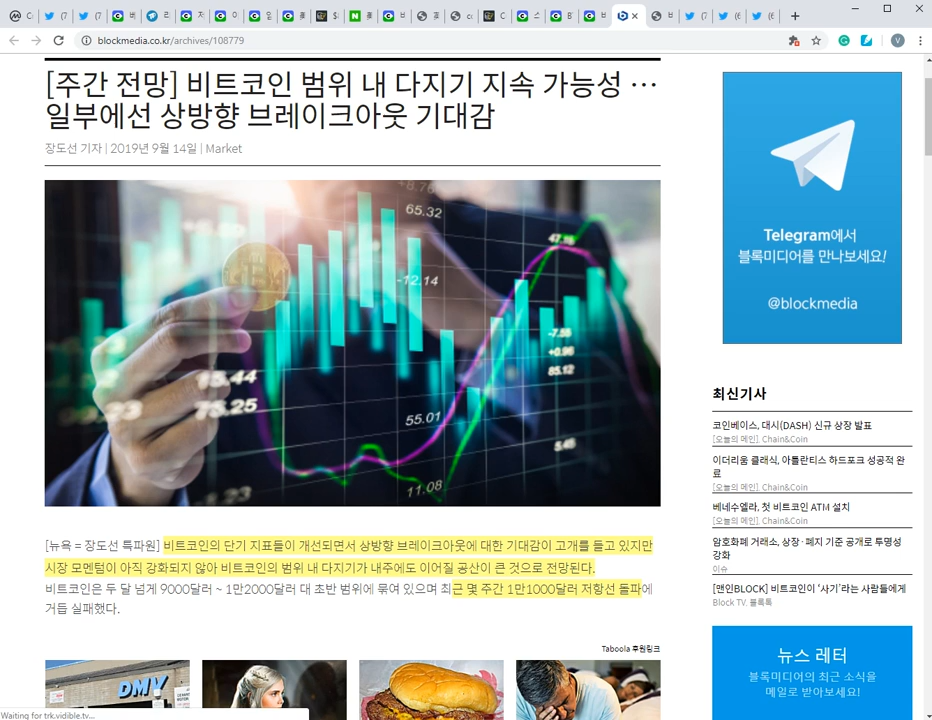 blockmedia.co.kr/archives/108779
[주간 전망] 비트코인 범위 내 다지기 지속 가능성 …
일부에선 상방향 브레이크아웃 기대감
장도선 기자 | 2019년 9월 14일 | Market
65.32
47.15
-12.14
-7.55
+0.95
85.12
15.44
73.25
55.01
5.45
11.08
[뉴욕 = 장도선 특파원] 비트코인의 단기 지표들이 개선되면서 상방향 브레이크아웃에 대한 기대감이 고개를 들고 있지만
시장 모멘텀이 아직 강화되지 않아 비트코인의 범위 내 다지기가 내주에도 이어질 공산이 큰 것으로 전망된다.
비트코인은 두 달 넘게 9000달러 ~ 1만2000달러 대 초반 범위에 묶여 있으며 최근 몇 주간 1만1000달러 저항선 돌파에
거듭 실패했다.
Taboola 후원링크
DMV
Waiting for trk.vidible.tv...
Telegram에서
블록미디어를 만나보세요!
@blockmedia
최신기사
코인베이스, 대시(DASH) 신규 상장 발표
[오늘의 메인], Chain&Coin
이더리움 클래식, 아틀란티스 하드포크 성공적 완
료
[오늘의 메인], Chain&Coin
베네수엘라, 첫 비트코인 ATM 설치
[오늘의 메인], Chain&Coin
암호화폐 거래소, 상장·폐지 기준 공개로 투명성
강화
이슈
[맨인BLOCK] 비트코인이 ‘사기’라는 사람들에게
Block TV, 블록톡
뉴스 레터
블록미디어의 최근 소식을
메일로 받아보세요!